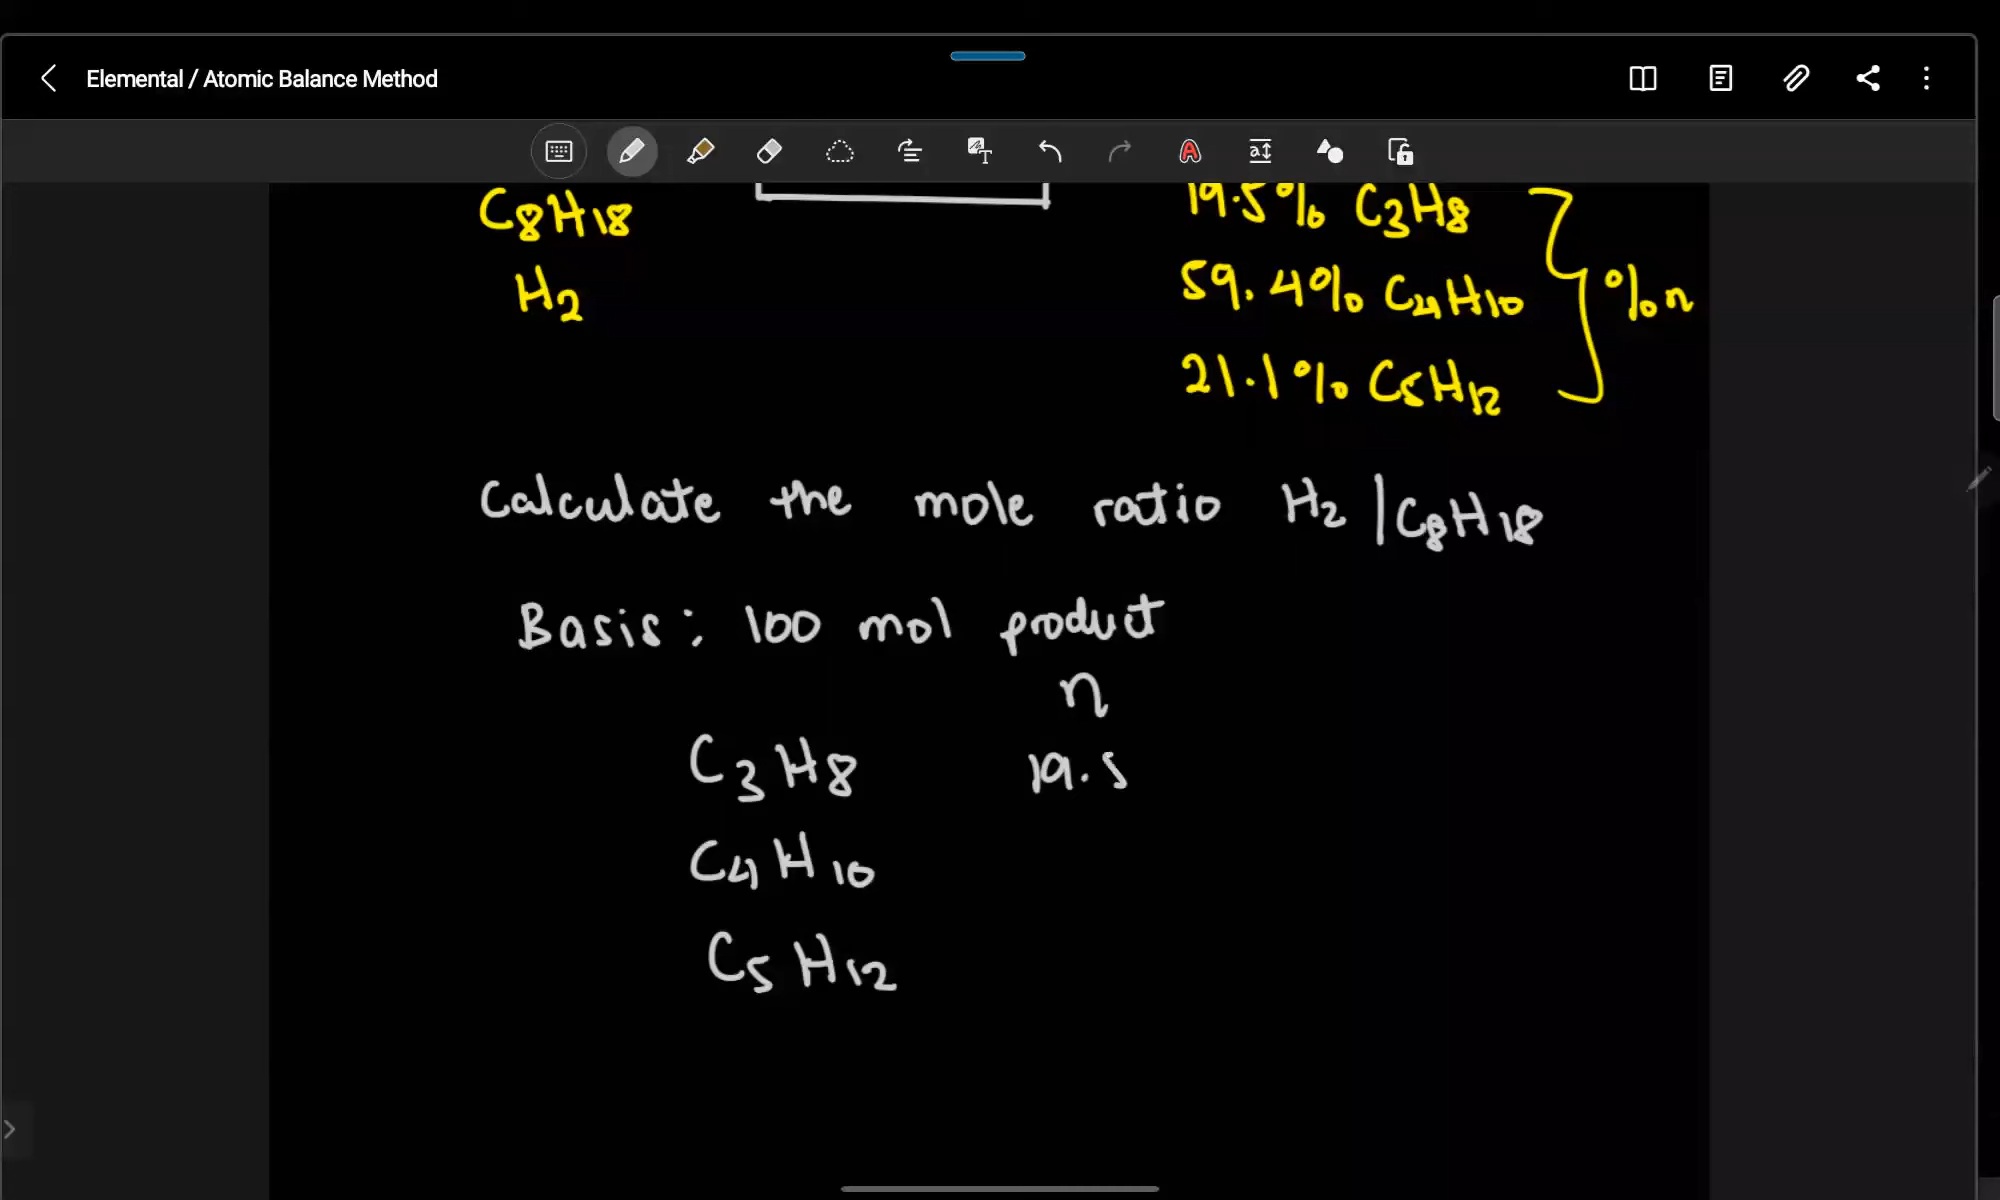 Elemental / Atomic Balance Method
C8H18
19.5% C3H8
H2
59.4% C4H10
%n
21.1% C5H12
Calculate the mole ratio H2 | C8H18
Basis: 100 mol product
n
C3H8 19.5
C4H10
C5H12